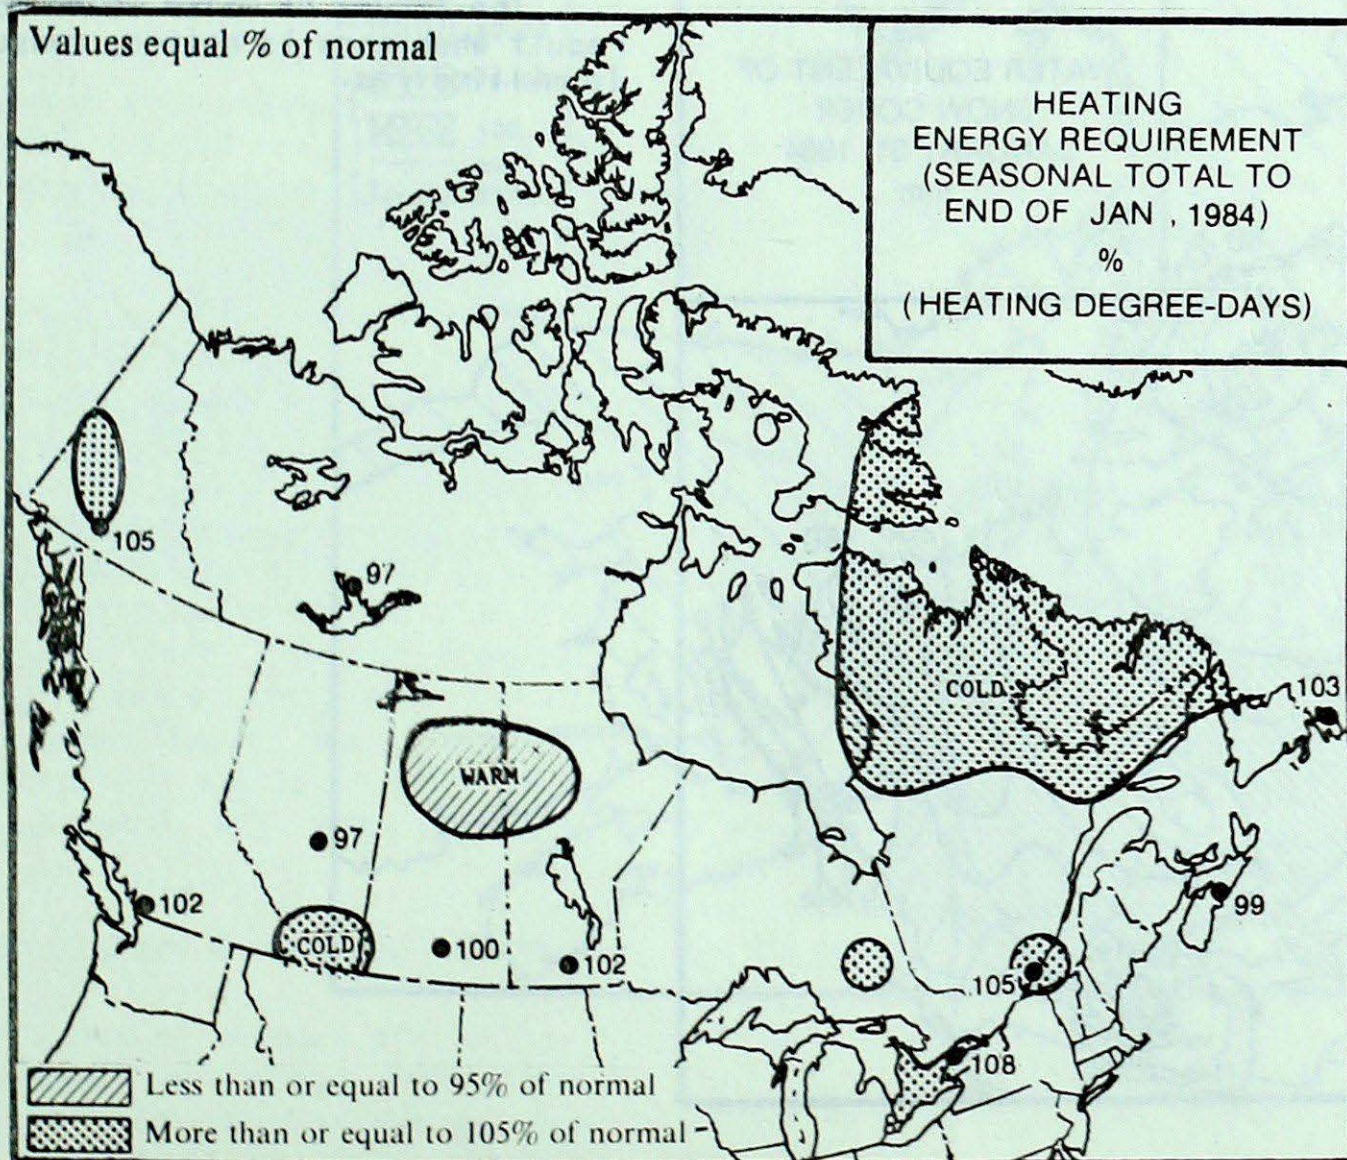 Values equal % of normal
HEATING
ENERGY REQUIREMENT
(SEASONAL TOTAL TO
END OF JAN , 1984)
%
(HEATING DEGREE-DAYS)
105
97
COLD
103
WARM
97
102
COLD
100
102
99
105
108
Less than or equal to 95% of normal
More than or equal to 105% of normal